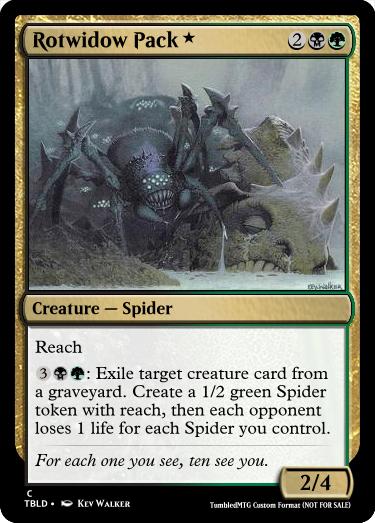 Rotwidow Pack ★ 2
Creature — Spider
Reach
3: Exile target creature card from
a graveyard. Create a 1/2 green Spider
token with reach, then each opponent
loses 1 life for each Spider you control.
For each one you see, ten see you.
2/4
C
TBLD • Kev Walker
TumbledMTG Custom Format (NOT FOR SALE)